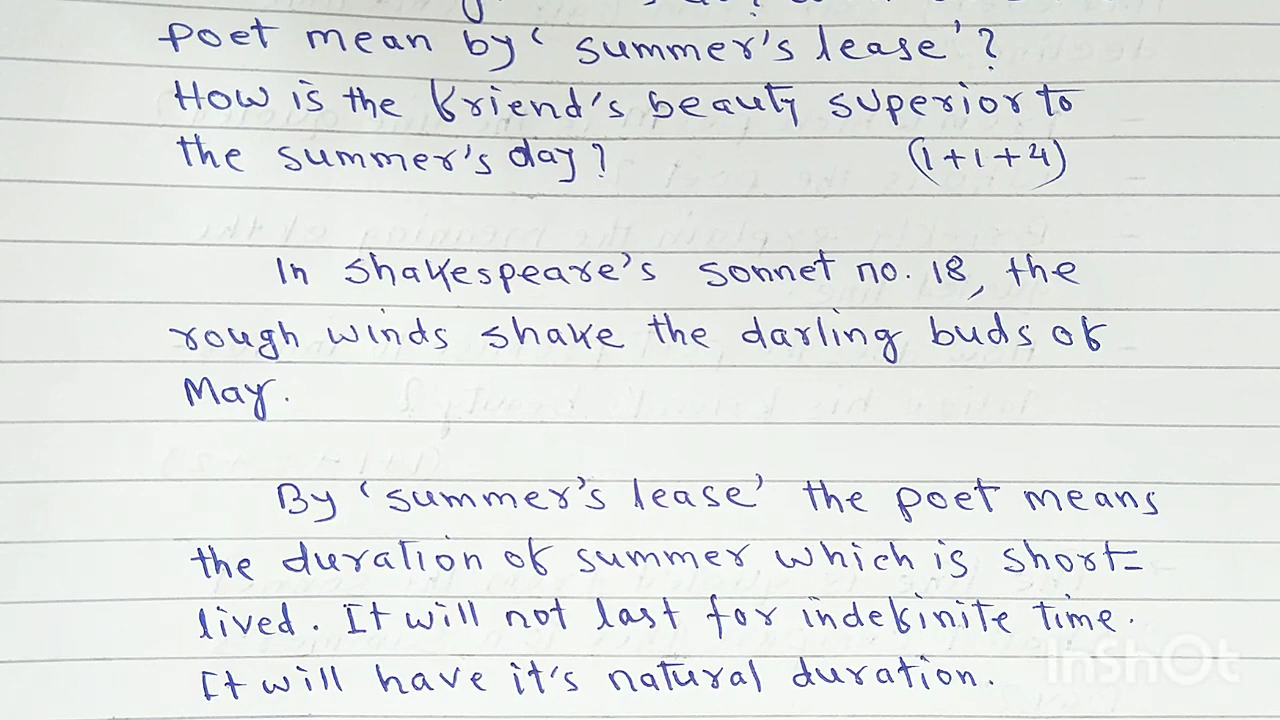 poet mean by 'summer's lease'?
How is the friend's beauty superior to
the summer's day? (1+1+4)
In Shakespeare's sonnet no. 18, the
rough winds shake the darling buds of
May.
By 'summer's lease' the poet means
the duration of summer which is short-
lived. It will not last for indefinite time.
It will have it's natural duration.
InShOt